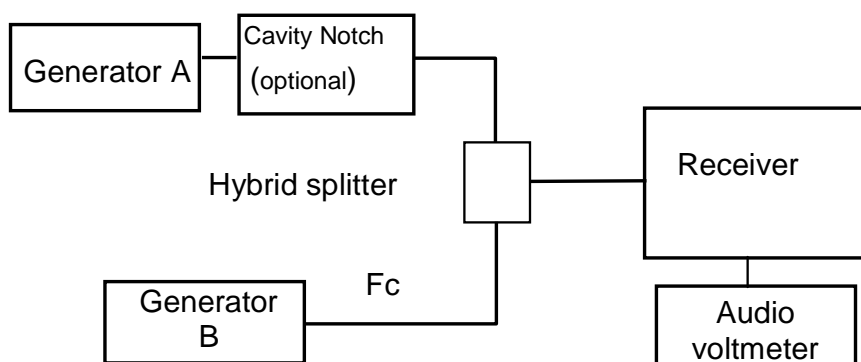 Cavity Notch
(optional)
Generator A
Receiver
Hybrid splitter
Fc
Generator
B
Audio
voltmeter